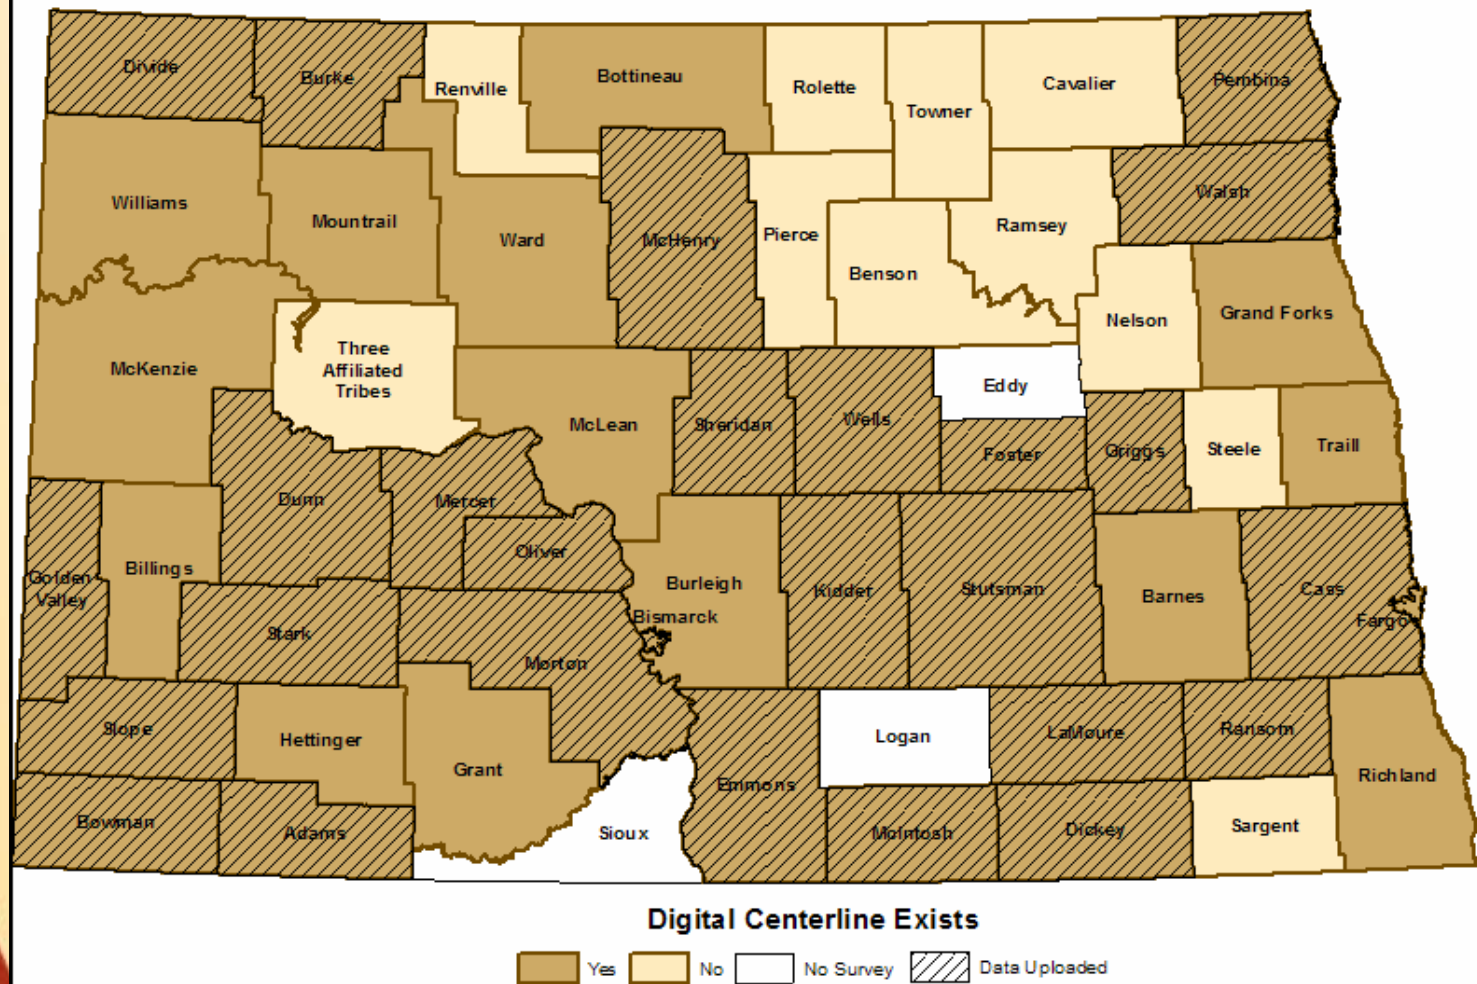 Divide
Burke
Renville
Bottineau
Rolette
Towner
Cavalier
Pembina
Williams
Mountrail
Ward
McHenry
Pierce
Benson
Ramsey
Walsh
Nelson
Grand Forks
McKenzie
Three
Affiliated
Tribes
McLean
Sheridan
Wells
Eddy
Foster
Griggs
Steele
Traill
Dunn
Mercer
Oliver
Golden
Valley
Billings
Stark
Morton
Burleigh
Bismarck
Kidder
Stutsman
Barnes
Cass
Fargo
Slope
Hettinger
Grant
Sioux
Emmons
Logan
LaMoure
Ransom
Richland
Bowman
Adams
McIntosh
Dickey
Sargent
Digital Centerline Exists
Yes
No
No Survey
Data Uploaded